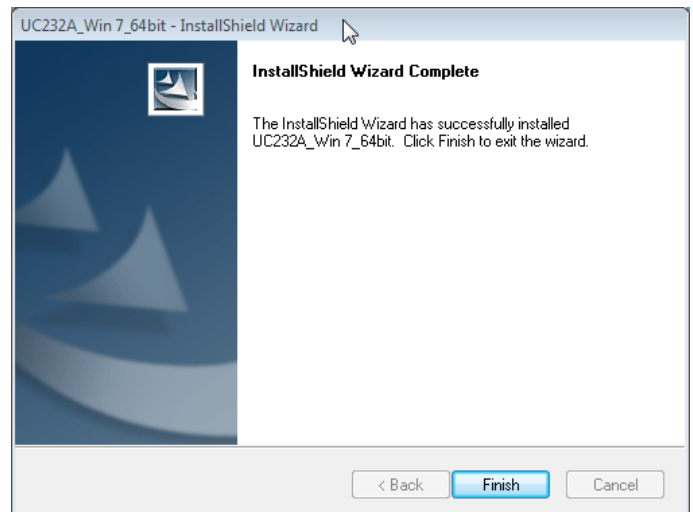 UC232A_Win 7_64bit - InstallShield Wizard
InstallShield Wizard Complete
The InstallShield Wizard has successfully installed
UC232A_Win 7_64bit. Click Finish to exit the wizard.
< Back
Finish
Cancel